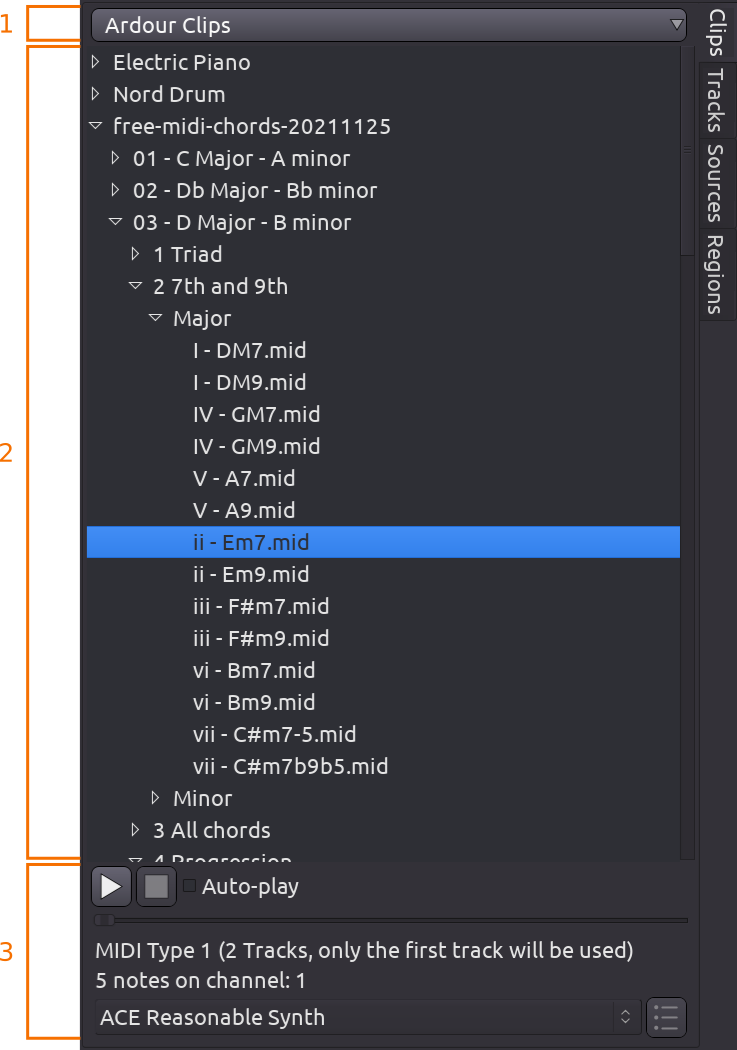 1
Ardour Clips
Clips
Tracks
Sources
Regions
2
Electric Piano
Nord Drum
free-midi-chords-20211125
01 - C Major - A minor
02 - Db Major - Bb minor
03 - D Major - B minor
1 Triad
2 7th and 9th
Major
I - DM7.mid
I - DM9.mid
IV - GM7.mid
IV - GM9.mid
V - A7.mid
V - A9.mid
ii - Em7.mid
ii - Em9.mid
iii - F#m7.mid
iii - F#m9.mid
vi - Bm7.mid
vi - Bm9.mid
vii - C#m7-5.mid
vii - C#m7b9b5.mid
Minor
3 All chords
4 Progression
3
Auto-play
MIDI Type 1 (2 Tracks, only the first track will be used)
5 notes on channel: 1
ACE Reasonable Synth